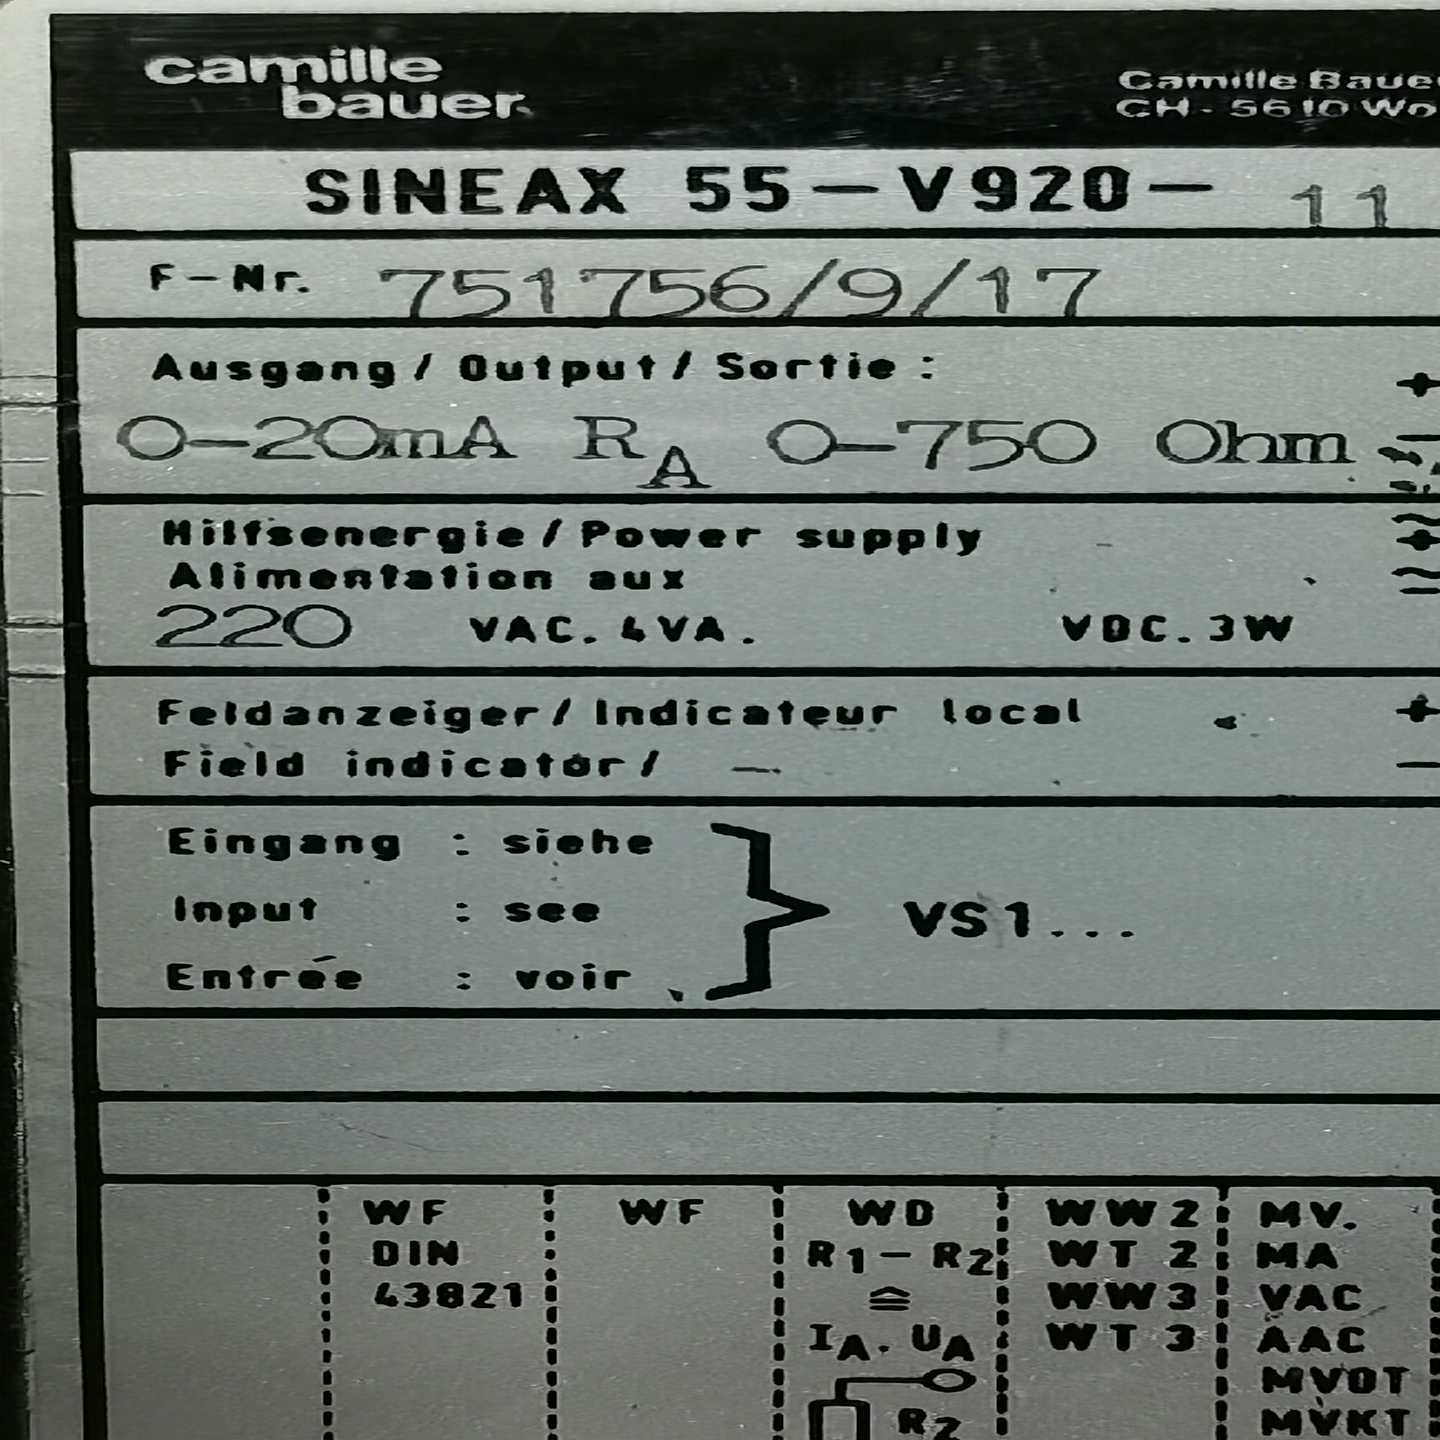 camille
bauer
Camille Baue
CH-5610 Wo
SINEAX 55-V920- 11
F-Nr. 751756/9/17
Ausgang/Output/Sortie: +
0-20mA RA 0-750 Ohm -
Hilfsenergie/Power supply
Alimentation aux
220 VAC. 4VA. VDC. 3W
Feldanzeiger/Indicateur local +
Field indicator/ -
Eingang : siehe
Input : see
Entrée : voir
VS1...
WF WF WD WW2 MV.
DIN R1-R2 WT 2 MA
43821 ≙ WW3 VAC
IA. UA WT 3 AAC
MVDT
R2 MVKT